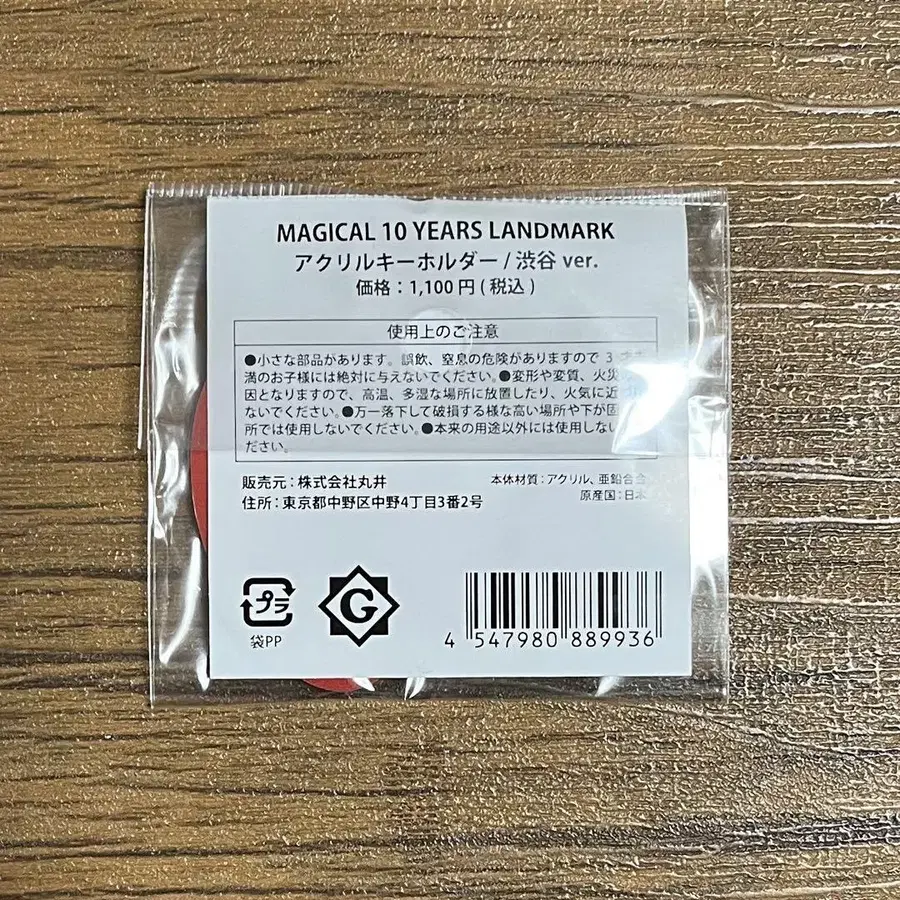 MAGICAL 10 YEARS LANDMARK
アクリルキーホルダー / 渋谷 ver.
価格：1,100 円 ( 税込 )
使用上のご注意
●小さな部品があります。誤飲、窒息の危険がありますので 3
満のお子様には絶対に与えないでください。●変形や変質、火災
因となりますので、高温、多湿な場所に放置したり、火気に近
ないでください。●万一落下して破損する様な高い場所や下が固
所では使用しないでください。●本来の用途以外には使用しない
ださい。
販売元：株式会社丸井
住所：東京都中野区中野4丁目3番2号
本体材質：アクリル、亜鉛合金
原産国：日本
プラ
袋PP
G
4 547980 889936